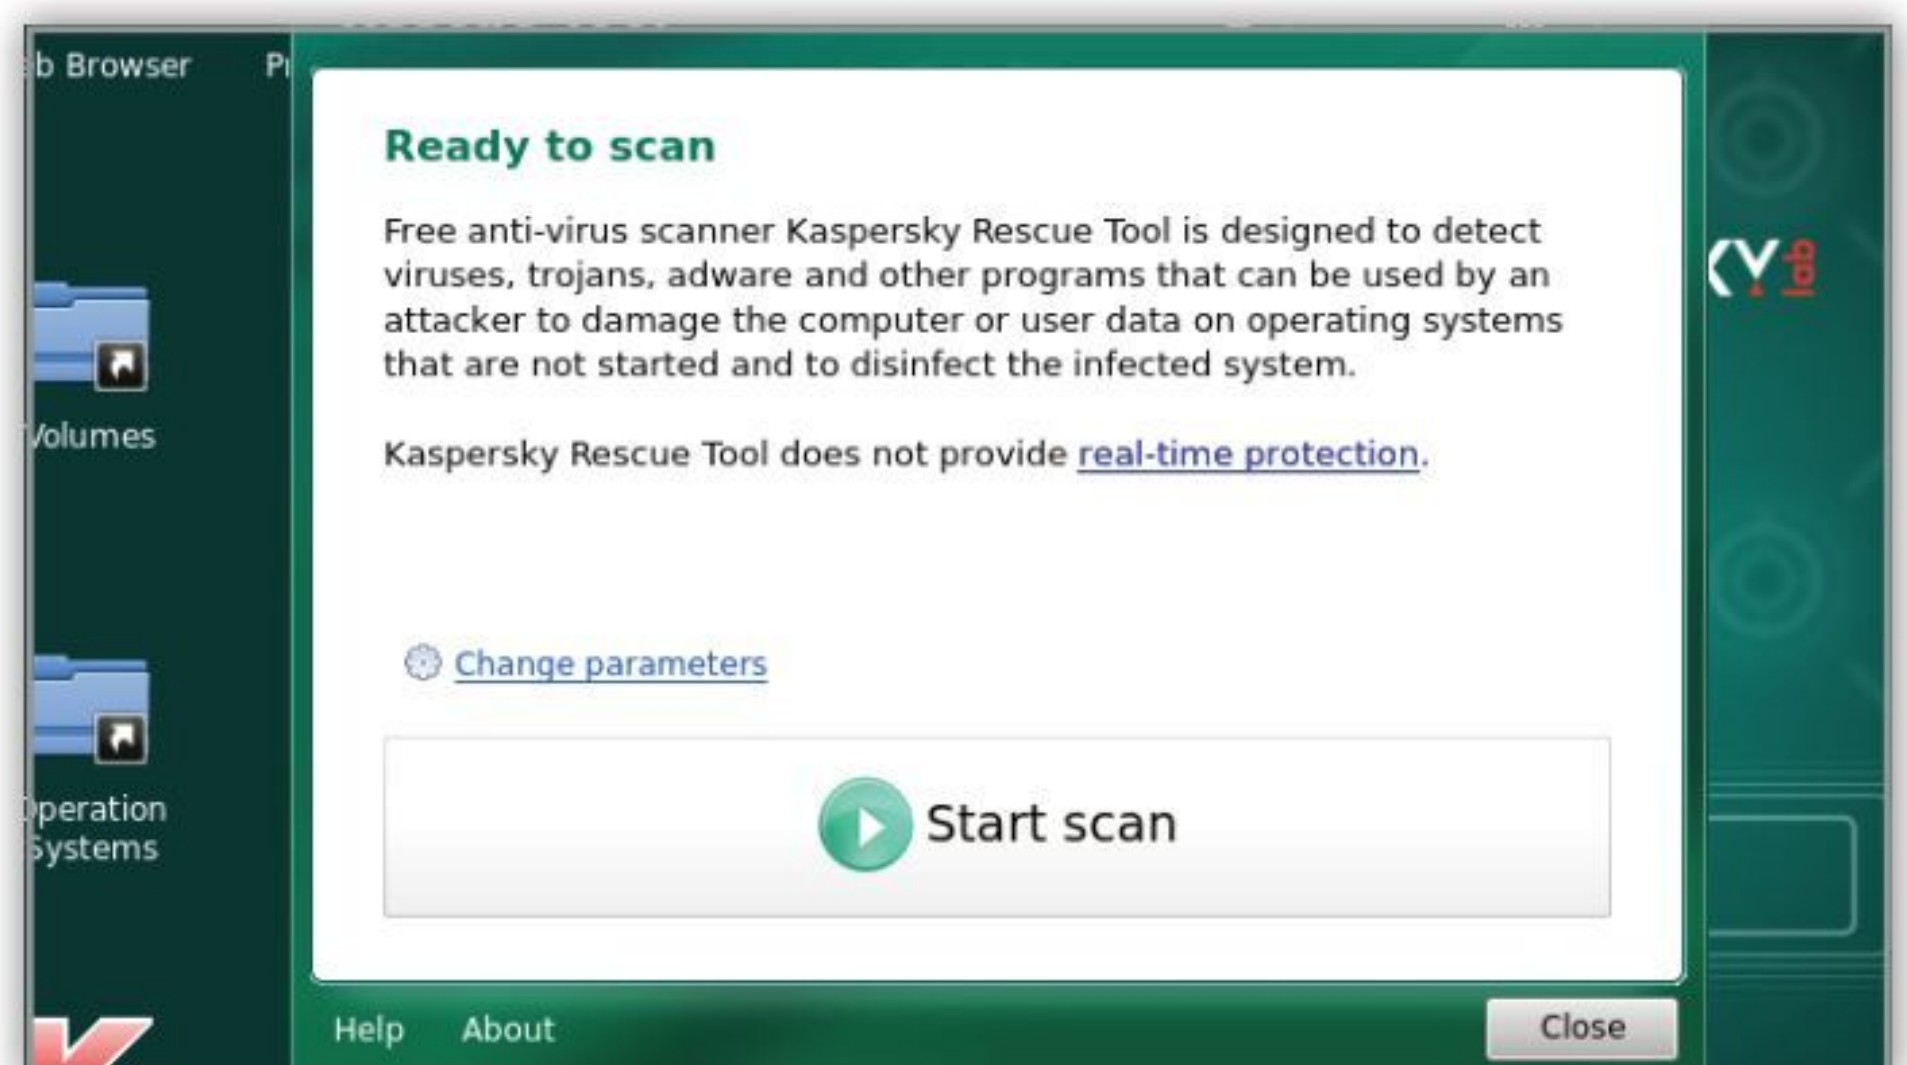 b Browser
Ready to scan
Free anti-virus scanner Kaspersky Rescue Tool is designed to detect
viruses, trojans, adware and other programs that can be used by an
attacker to damage the computer or user data on operating systems
that are not started and to disinfect the infected system.
Kaspersky Rescue Tool does not provide real-time protection.
Change parameters
Start scan
Help About
Close
Volumes
Operation
Systems
KY lab